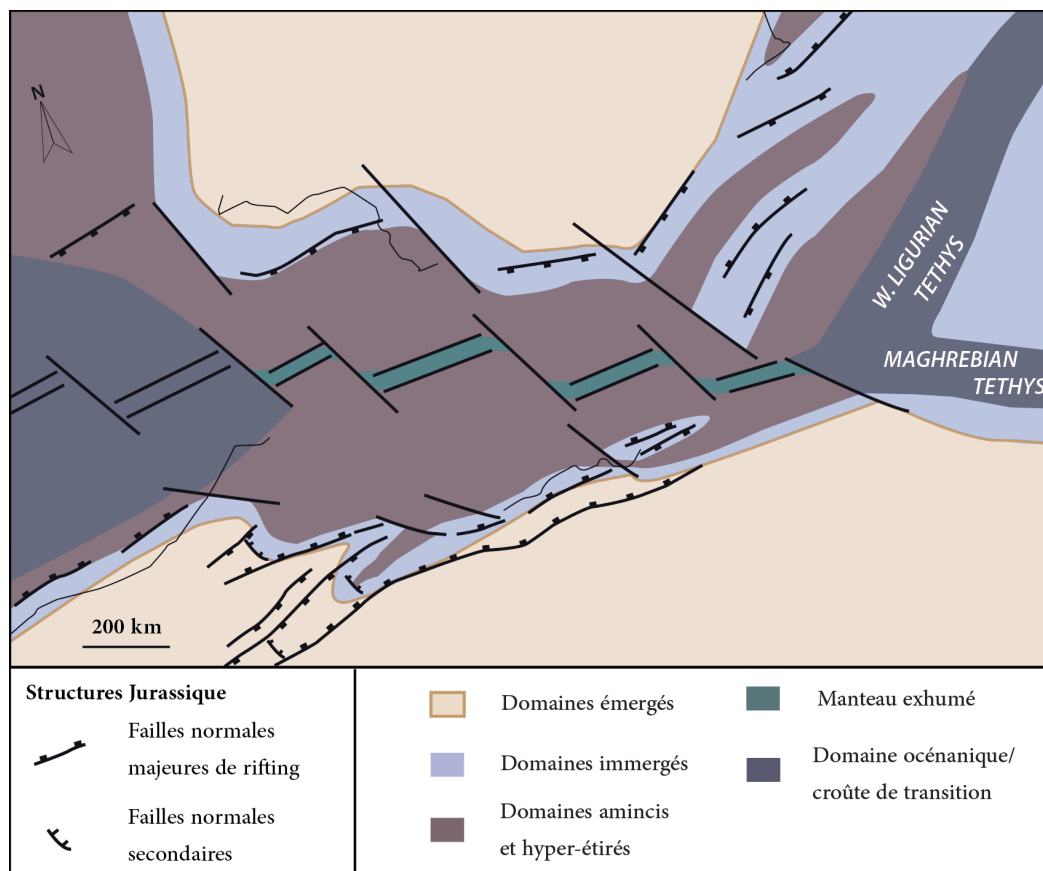 N
W. LIGURIAN
TETHYS
MAGHREBIAN
TETHYS
200 km
Structures Jurassique
Failles normales
majeures de rifting
Failles normales
secondaires
Domaines émergés
Domaines immergés
Domaines amincis
et hyper-étirés
Manteau exhumé
Domaine océnanique/
croûte de transition